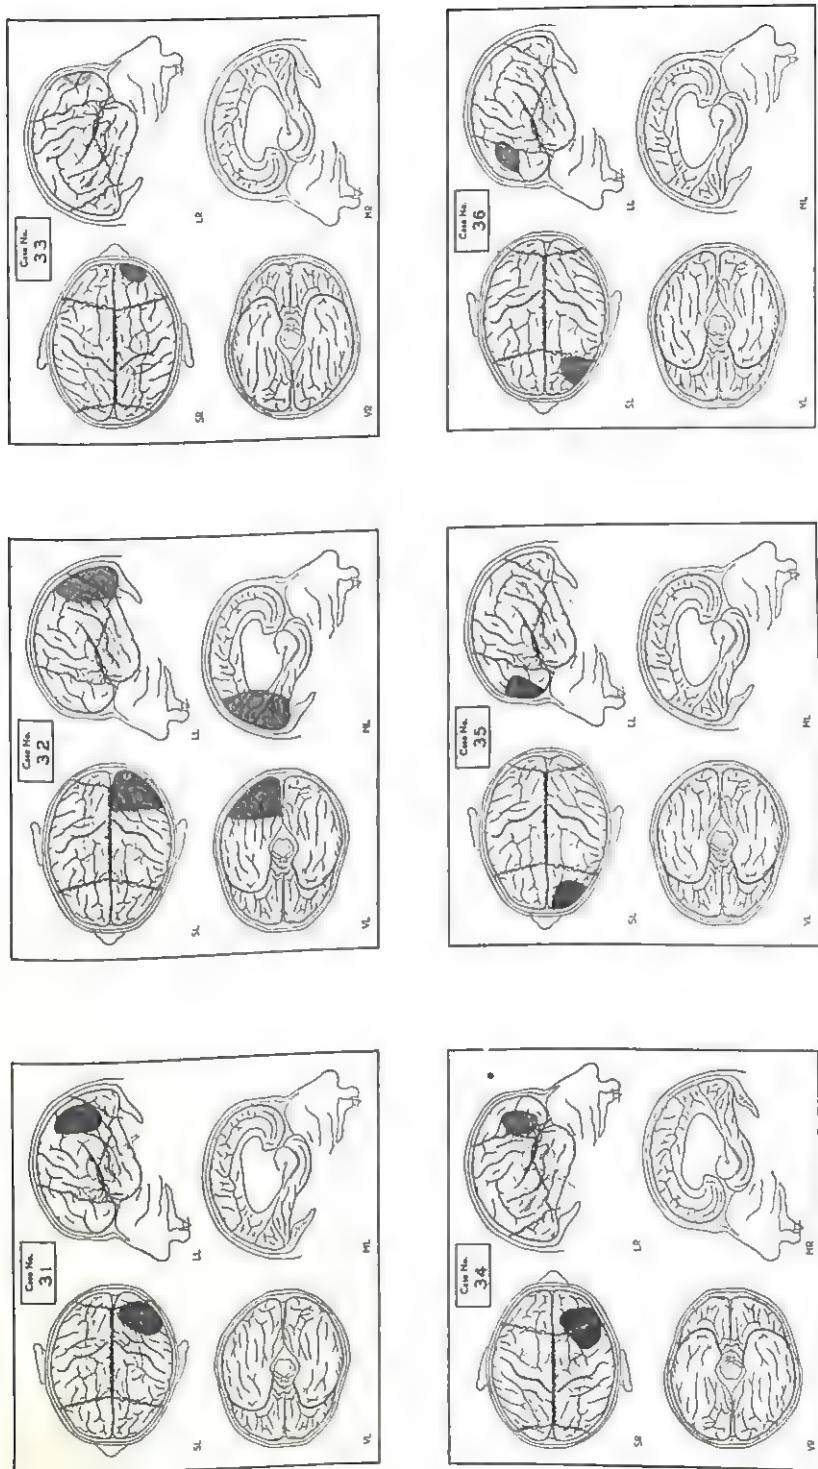 Case No.
31
SL
LL
VL
ML
Case No.
32
SL
LL
VL
ML
Case No.
33
SR
LR
VR
MR
Case No.
34
SR
LR
VR
MR
Case No.
35
SL
LL
VL
ML
Case No.
36
SL
LL
VL
ML